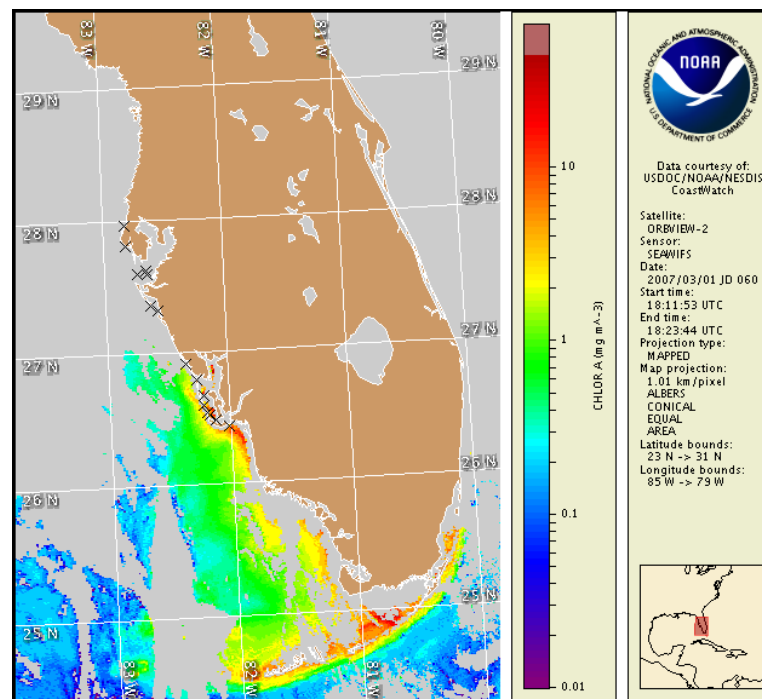 83 W
82 W
81 W
80 W
29 N
29 N
28 N
28 N
27 N
27 N
26 N
26 N
25 N
25 N
83 W
82 W
81 W
10
1
0.1
0.01
CHLOR A (mg m^-3)
NATIONAL OCEANIC AND ATMOSPHERIC ADMINISTRATION
NOAA
U.S. DEPARTMENT OF COMMERCE
Data courtesy of:
USDOC/NOAA/NESDIS
CoastWatch
Satellite:
ORBVIEW-2
Sensor:
SEAWIFS
Date:
2007/03/01 JD 060
Start time:
18:11:53 UTC
End time:
18:23:44 UTC
Projection type:
MAPPED
Map projection:
1.01 km/pixel
ALBERS
CONICAL
EQUAL
AREA
Latitude bounds:
23 N -> 31 N
Longitude bounds:
85 W -> 79 W